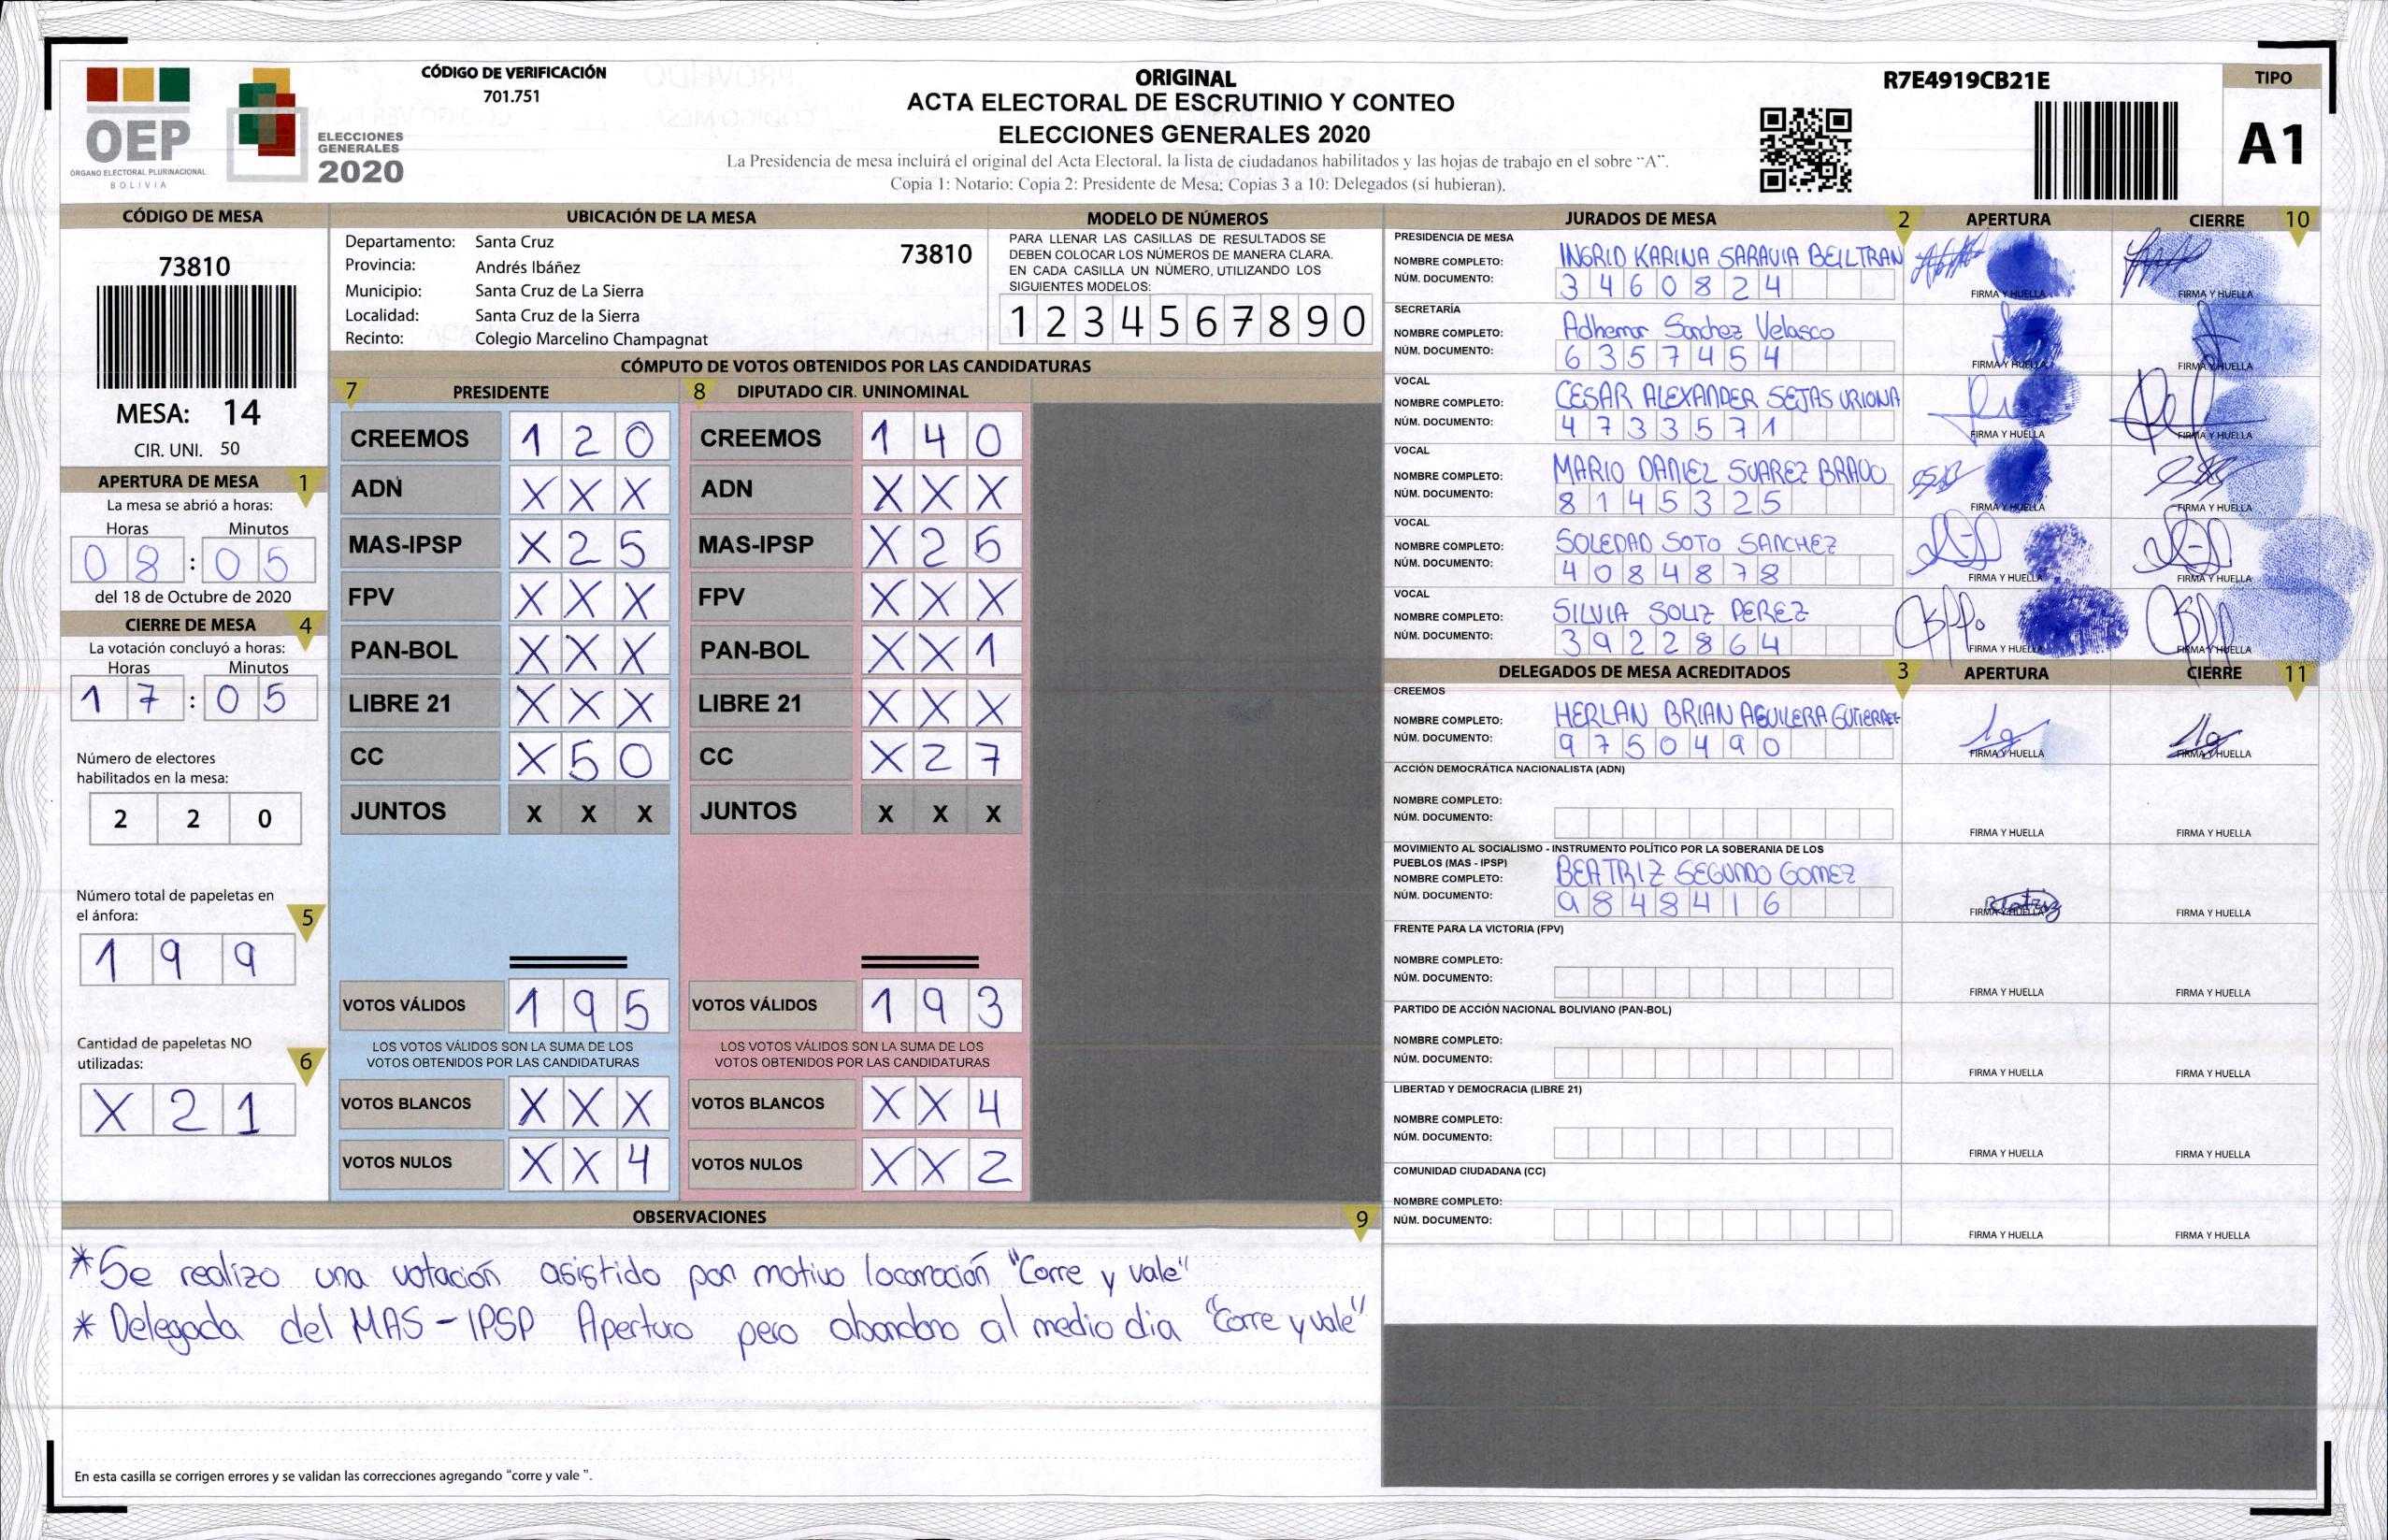 CÓDIGO DE VERIFICACIÓN
701.751
OEP
ÓRGANO ELECTORAL PLURINACIONAL
BOLIVIA
ELECCIONES
GENERALES
2020
ORIGINAL
ACTA ELECTORAL DE ESCRUTINIO Y CONTEO
ELECCIONES GENERALES 2020
La Presidencia de mesa incluirá el original del Acta Electoral, la lista de ciudadanos habilitados y las hojas de trabajo en el sobre "A".
Copia 1: Notario; Copia 2: Presidente de Mesa; Copias 3 a 10: Delegados (si hubieran).
R7E4919CB21E
TIPO
A1
CÓDIGO DE MESA
73810
MESA: 14
CIR. UNI. 50
APERTURA DE MESA 1
La mesa se abrió a horas:
Horas Minutos
08 : 05
del 18 de Octubre de 2020
CIERRE DE MESA 4
La votación concluyó a horas:
Horas Minutos
17 : 05
Número de electores
habilitados en la mesa:
2 2 0
Número total de papeletas en
el ánfora: 5
1 9 9
Cantidad de papeletas NO
utilizadas: 6
X 2 1
UBICACIÓN DE LA MESA
Departamento: Santa Cruz 73810
Provincia: Andrés Ibáñez
Municipio: Santa Cruz de La Sierra
Localidad: Santa Cruz de la Sierra
Recinto: Colegio Marcelino Champagnat
MODELO DE NÚMEROS
PARA LLENAR LAS CASILLAS DE RESULTADOS SE
DEBEN COLOCAR LOS NÚMEROS DE MANERA CLARA.
EN CADA CASILLA UN NÚMERO, UTILIZANDO LOS
SIGUIENTES MODELOS:
1 2 3 4 5 6 7 8 9 0
CÓMPUTO DE VOTOS OBTENIDOS POR LAS CANDIDATURAS
7 PRESIDENTE 8 DIPUTADO CIR. UNINOMINAL
CREEMOS 1 2 0 CREEMOS 1 4 0
ADN X X X ADN X X X
MAS-IPSP X 2 5 MAS-IPSP X 2 5
FPV X X X FPV X X X
PAN-BOL X X X PAN-BOL X X 1
LIBRE 21 X X X LIBRE 21 X X X
CC X 5 0 CC X 2 7
JUNTOS X X X JUNTOS X X X
VOTOS VÁLIDOS 1 9 5 VOTOS VÁLIDOS 1 9 3
LOS VOTOS VÁLIDOS SON LA SUMA DE LOS LOS VOTOS VÁLIDOS SON LA SUMA DE LOS
VOTOS OBTENIDOS POR LAS CANDIDATURAS VOTOS OBTENIDOS POR LAS CANDIDATURAS
VOTOS BLANCOS X X X VOTOS BLANCOS X X 4
VOTOS NULOS X X 4 VOTOS NULOS X X 2
OBSERVACIONES 9
*Se realizo una votación asistido por motivo locomoción "Corre y vale"
* Delegada del MAS-IPSP Aperturo pero abandono al medio dia "Corre y vale"
En esta casilla se corrigen errores y se validan las correcciones agregando "corre y vale ".
JURADOS DE MESA 2 APERTURA CIERRE 10
PRESIDENCIA DE MESA
NOMBRE COMPLETO: INGRID KARINA SARAVIA BEILTRAN
NÚM. DOCUMENTO: 3460824
FIRMA Y HUELLA FIRMA Y HUELLA
SECRETARÍA
NOMBRE COMPLETO: Adhemar Sanchez Velasco
NÚM. DOCUMENTO: 6357454
FIRMA Y HUELLA FIRMA Y HUELLA
VOCAL
NOMBRE COMPLETO: CESAR ALEXANDER SEJAS URIONA
NÚM. DOCUMENTO: 4733571
FIRMA Y HUELLA FIRMA Y HUELLA
VOCAL
NOMBRE COMPLETO: MARIO DANIEL SUAREZ BRAVO
NÚM. DOCUMENTO: 8145325
FIRMA Y HUELLA FIRMA Y HUELLA
VOCAL
NOMBRE COMPLETO: SOLEDAD SOTO SANCHEZ
NÚM. DOCUMENTO: 4084878
FIRMA Y HUELLA FIRMA Y HUELLA
VOCAL
NOMBRE COMPLETO: SILVIA SOLIZ PEREZ
NÚM. DOCUMENTO: 3922864
FIRMA Y HUELLA FIRMA Y HUELLA
DELEGADOS DE MESA ACREDITADOS 3 APERTURA CIERRE 11
CREEMOS
NOMBRE COMPLETO: HERLAN BRIAN AGUILERA GUTIERREZ
NÚM. DOCUMENTO: 9750490
FIRMA Y HUELLA FIRMA Y HUELLA
ACCIÓN DEMOCRÁTICA NACIONALISTA (ADN)
NOMBRE COMPLETO:
NÚM. DOCUMENTO:
FIRMA Y HUELLA FIRMA Y HUELLA
MOVIMIENTO AL SOCIALISMO - INSTRUMENTO POLÍTICO POR LA SOBERANIA DE LOS
PUEBLOS (MAS - IPSP)
NOMBRE COMPLETO: BEATRIZ SEGUNDO GOMEZ
NÚM. DOCUMENTO: 9848416
Beatriz
FIRMA Y HUELLA FIRMA Y HUELLA
FRENTE PARA LA VICTORIA (FPV)
NOMBRE COMPLETO:
NÚM. DOCUMENTO:
FIRMA Y HUELLA FIRMA Y HUELLA
PARTIDO DE ACCIÓN NACIONAL BOLIVIANO (PAN-BOL)
NOMBRE COMPLETO:
NÚM. DOCUMENTO:
FIRMA Y HUELLA FIRMA Y HUELLA
LIBERTAD Y DEMOCRACIA (LIBRE 21)
NOMBRE COMPLETO:
NÚM. DOCUMENTO:
FIRMA Y HUELLA FIRMA Y HUELLA
COMUNIDAD CIUDADANA (CC)
NOMBRE COMPLETO:
NÚM. DOCUMENTO:
FIRMA Y HUELLA FIRMA Y HUELLA